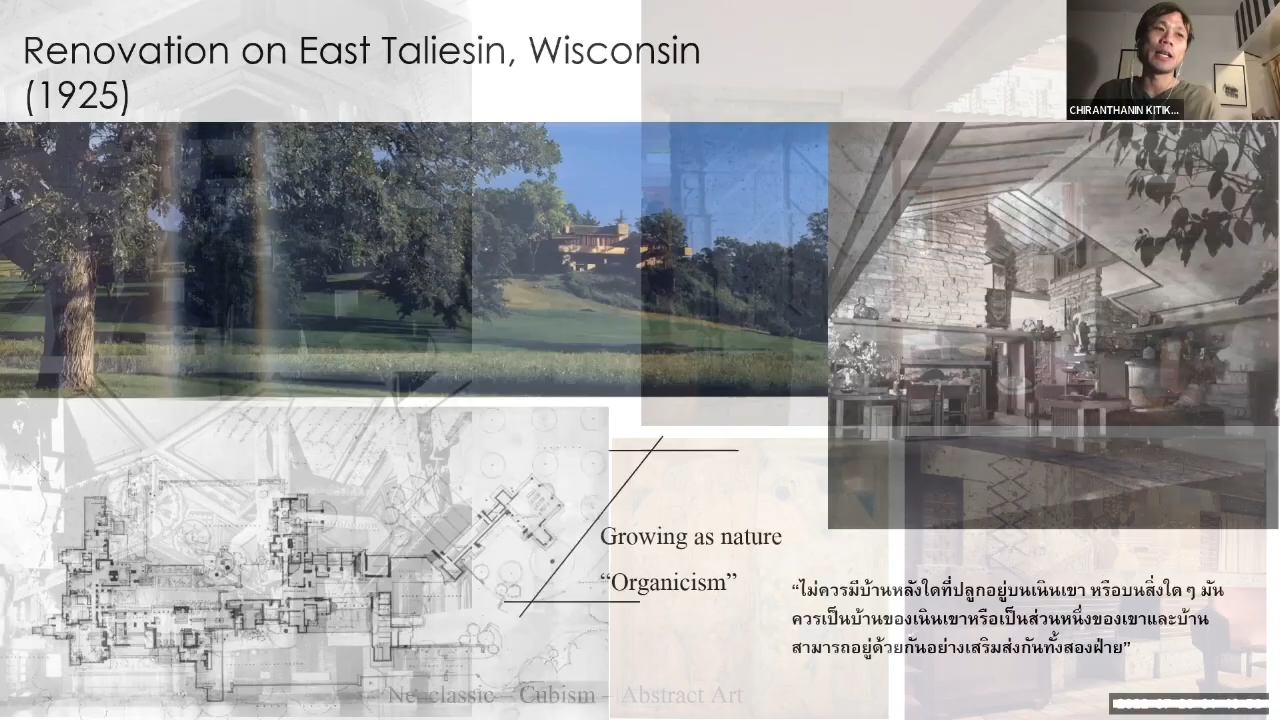 Renovation on East Taliesin, Wisconsin
(1925)
CHIRANTHANIN KITIK...
Growing as nature
“Organicism”
“ไม่ควรมีบ้านหลังใดที่ปลูกอยู่บนเนินเขา หรือบนสิ่งใด ๆ มัน
ควรเป็นบ้านของเนินเขาหรือเป็นส่วนหนึ่งของเขาและบ้าน
สามารถอยู่ด้วยกันอย่างเสริมส่งกันทั้งสองฝ่าย”
classic – Cubism – Abstract Art